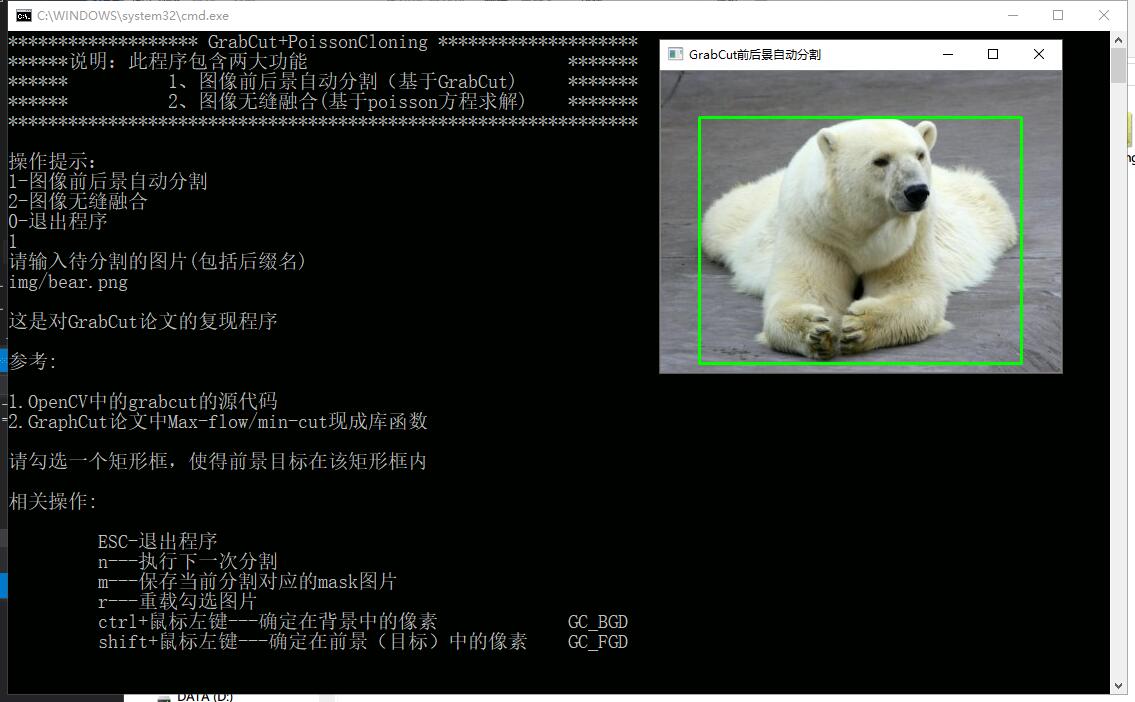 C:\WINDOWS\system32\cmd.exe
******************* GrabCut+PoissonCloning ********************
******说明：此程序包含两大功能 *******
****** 1、图像前后景自动分割（基于GrabCut) *******
****** 2、图像无缝融合(基于poisson方程求解) *******
***************************************************************
操作提示：
1-图像前后景自动分割
2-图像无缝融合
0-退出程序
1
请输入待分割的图片(包括后缀名)
img/bear.png
这是对GrabCut论文的复现程序
参考:
1.OpenCV中的grabcut的源代码
2.GraphCut论文中Max-flow/min-cut现成库函数
请勾选一个矩形框，使得前景目标在该矩形框内
相关操作:
ESC-退出程序
n---执行下一次分割
m---保存当前分割对应的mask图片
r---重载勾选图片
ctrl+鼠标左键---确定在背景中的像素 GC_BGD
shift+鼠标左键---确定在前景（目标）中的像素 GC_FGD
GrabCut前后景自动分割
DATA (D:)